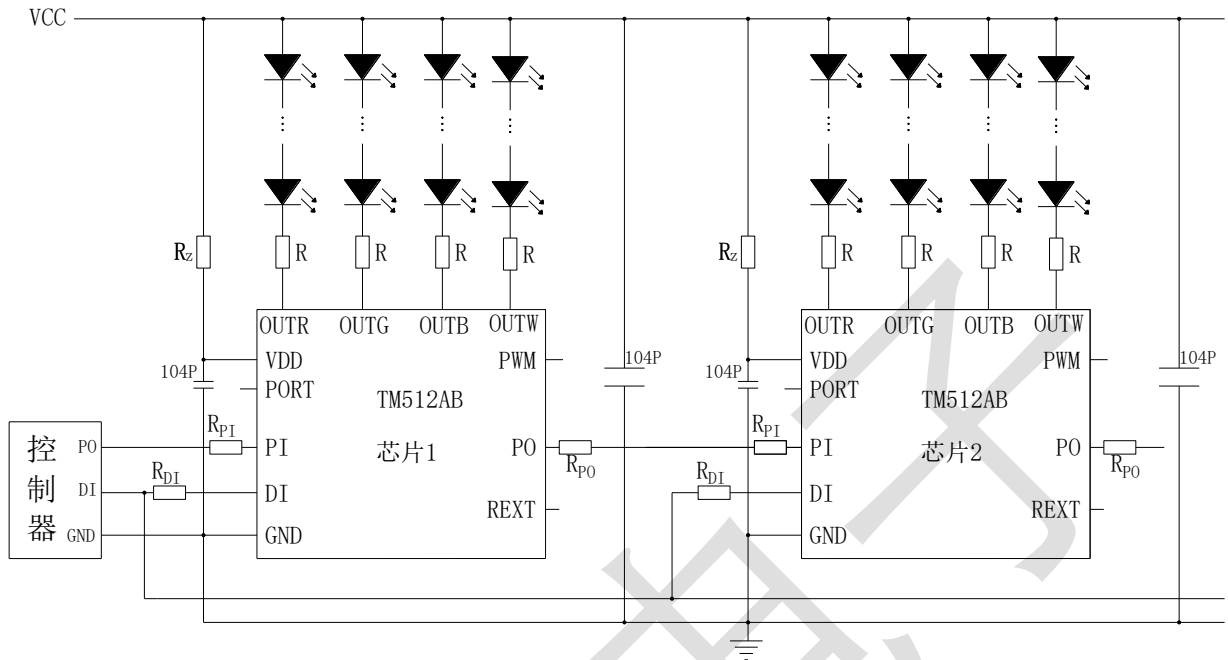 VCC
Rz R R R R Rz R R R R
OUTR OUTG OUTB OUTW OUTR OUTG OUTB OUTW
VDD PWM VDD PWM
104P 104P 104P 104P
PORT TM512AB PORT TM512AB
控制器
PO RPI PI 芯片1 PO RPO RPI PI 芯片2 PO RPO
DI RDI DI REXT RDI DI REXT
GND GND GND